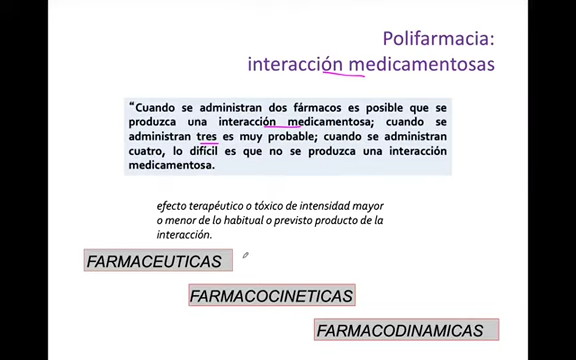 Polifarmacia:
interacción medicamentosas
"Cuando se administran dos fármacos es posible que se
produzca una interacción medicamentosa; cuando se
administran tres es muy probable; cuando se administran
cuatro, lo difícil es que no se produzca una interacción
medicamentosa.
efecto terapéutico o tóxico de intensidad mayor
o menor de lo habitual o previsto producto de la
interacción.
FARMACEUTICAS
FARMACOCINETICAS
FARMACODINAMICAS